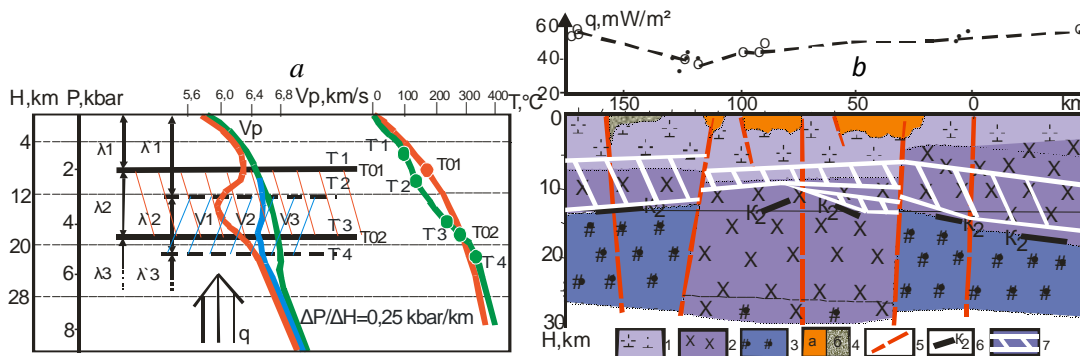 a
5,6 6,0 6,4 6,8
0 100 200 300 400
H,км P,kbar
Vp,km/s
T,°C
4
2
12
4
20
6
28
8
λ1
λ`1
λ2
λ`2
λ3
λ`3
Vp
T`1
T01
T`2
V1 V2 V3
T`3
T02
T`4
q
ΔP/ΔH=0,25 kbar/km
T`1
T01
T`2
T`3
T02
T`4
b
60
q,mW/m²
40
20
0
150 100 50 0 km
10
K2 K2 K2 K2 K2
20
30
H,km
1 2 3 a б 4 5 K2 6 7